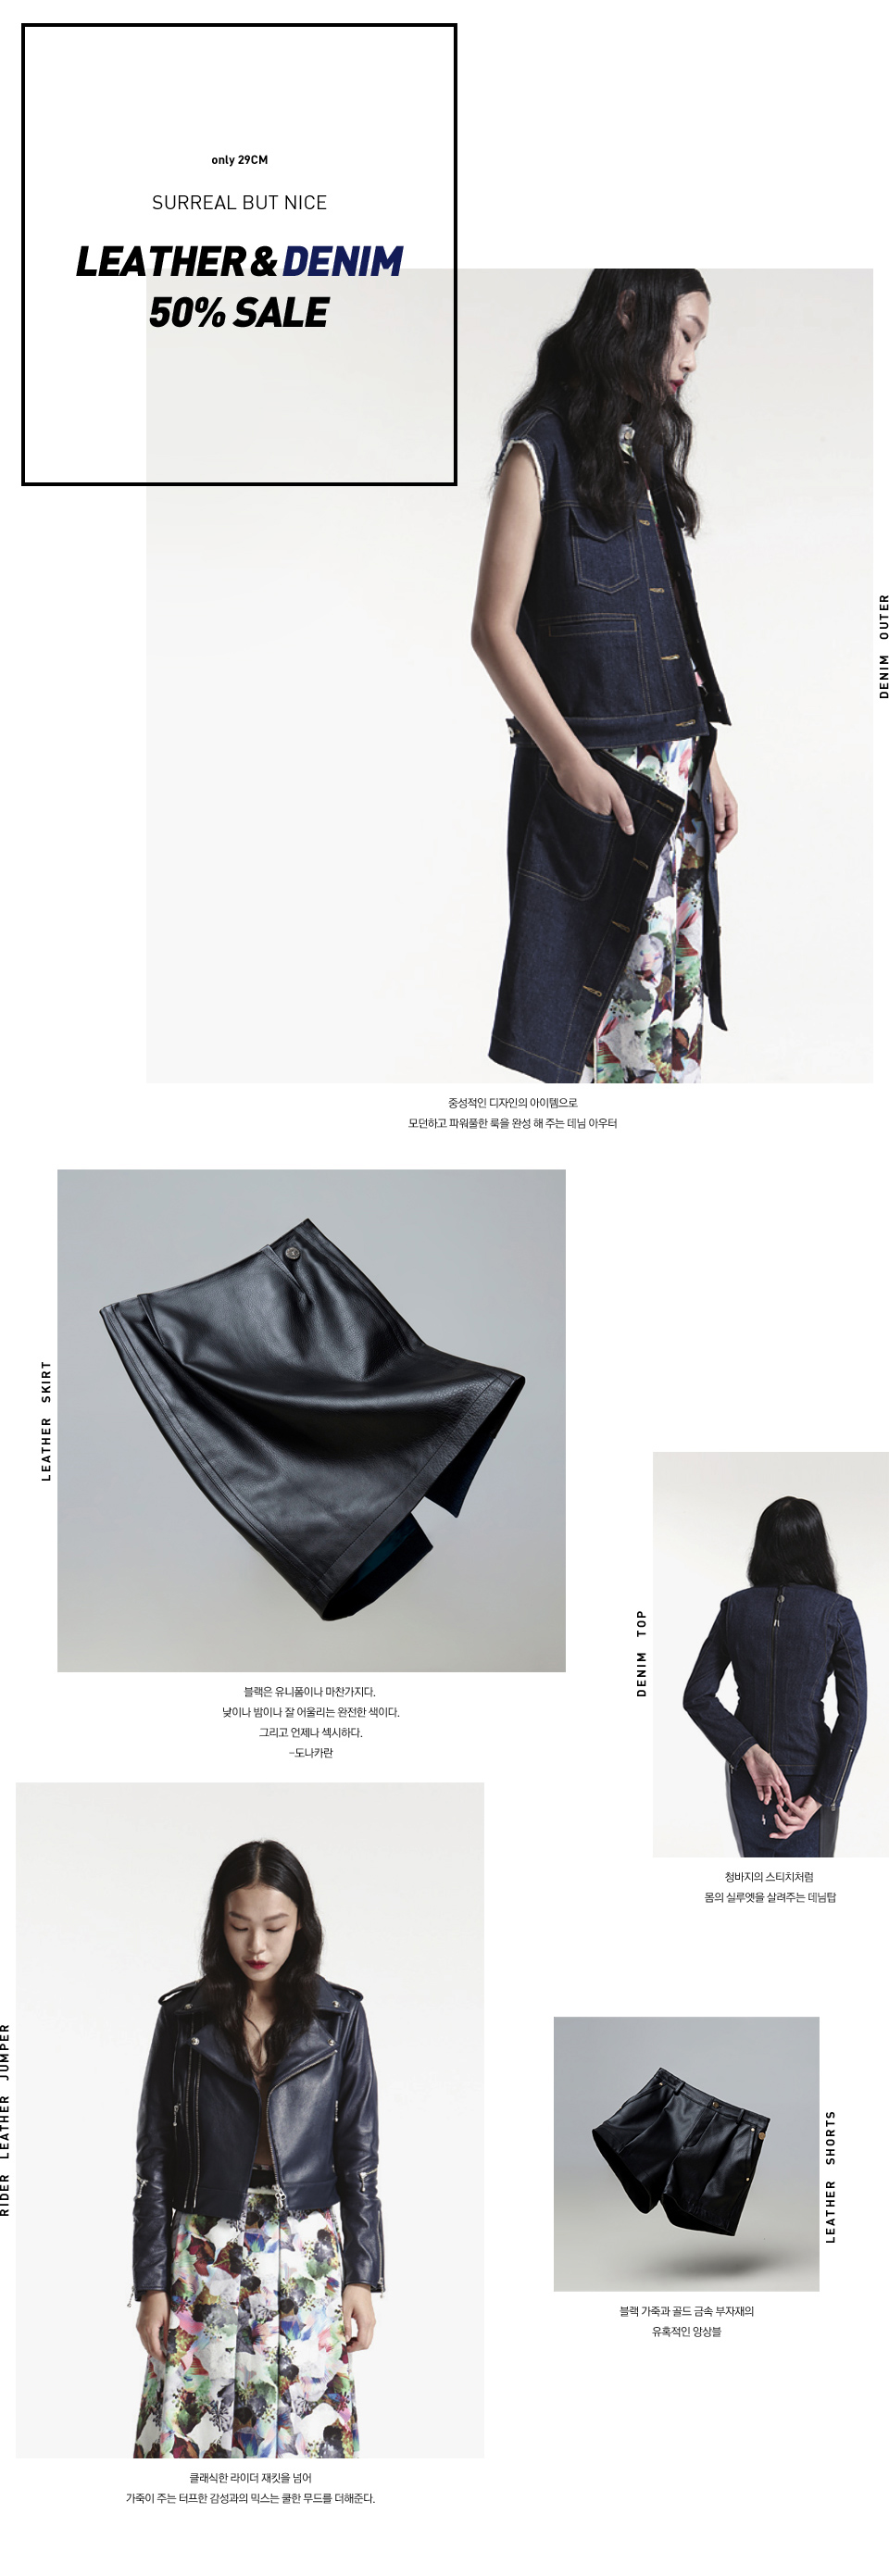 only 29CM
SURREAL BUT NICE
LEATHER & DENIM
50% SALE
DENIM OUTER
중성적인 디자인의 아이템으로
모던하고 파워풀한 룩을 완성 해 주는 데님 아우터
LEATHER SKIRT
블랙은 유니폼이나 마찬가지다.
낮이나 밤이나 잘 어울리는 완전한 색이다.
그리고 언제나 섹시하다.
-도나카란
DENIM TOP
청바지의 스티치처럼
몸의 실루엣을 살려주는 데님탑
RIDER LEATHER JUMPER
클래식한 라이더 재킷을 넘어
가죽이 주는 터프한 감성과의 믹스는 쿨한 무드를 더해준다.
LEATHER SHORTS
블랙 가죽과 골드 금속 부자재의
유혹적인 앙상블